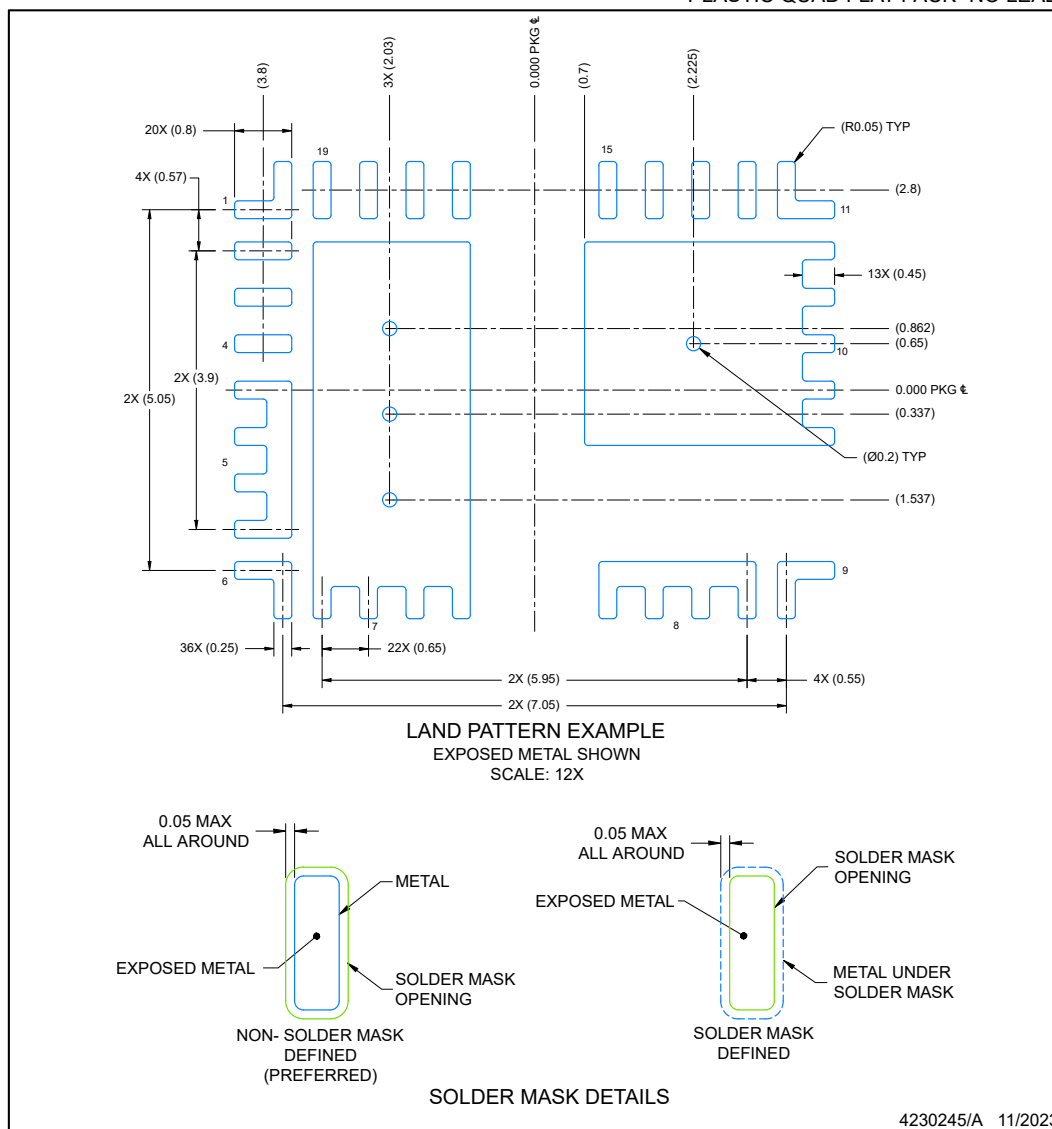 (3.8)
3X (2.03)
0.000 PKG ℄
(0.7)
(2.225)
20X (0.8)
19
15
(R0.05) TYP
4X (0.57)
(2.8)
1
11
13X (0.45)
(0.862)
4
(0.65)
10
2X (3.9)
0.000 PKG ℄
2X (5.05)
(0.337)
5
(Ø0.2) TYP
(1.537)
6
9
7
8
36X (0.25)
22X (0.65)
2X (5.95)
4X (0.55)
2X (7.05)
LAND PATTERN EXAMPLE
EXPOSED METAL SHOWN
SCALE: 12X
0.05 MAX
ALL AROUND
METAL
EXPOSED METAL
SOLDER MASK
OPENING
NON- SOLDER MASK
DEFINED
(PREFERRED)
0.05 MAX
ALL AROUND
SOLDER MASK
OPENING
EXPOSED METAL
METAL UNDER
SOLDER MASK
SOLDER MASK
DEFINED
SOLDER MASK DETAILS
4230245/A 11/2023